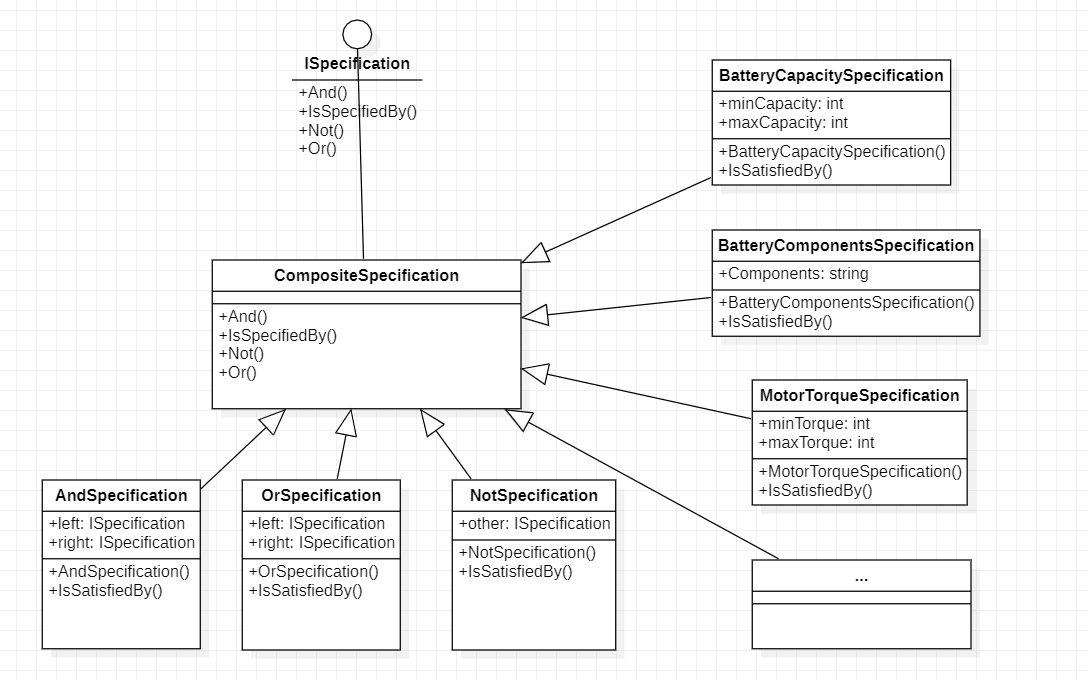 ISpecification
+And()
+IsSpecifiedBy()
+Not()
+Or()
BatteryCapacitySpecification
+minCapacity: int
+maxCapacity: int
+BatteryCapacitySpecification()
+IsSatisfiedBy()
BatteryComponentsSpecification
+Components: string
+BatteryComponentsSpecification()
+IsSatisfiedBy()
CompositeSpecification
+And()
+IsSpecifiedBy()
+Not()
+Or()
MotorTorqueSpecification
+minTorque: int
+maxTorque: int
+MotorTorqueSpecification()
+IsSatisfiedBy()
AndSpecification
+left: ISpecification
+right: ISpecification
+AndSpecification()
+IsSatisfiedBy()
OrSpecification
+left: ISpecification
+right: ISpecification
+OrSpecification()
+IsSatisfiedBy()
NotSpecification
+other: ISpecification
+NotSpecification()
+IsSatisfiedBy()
...